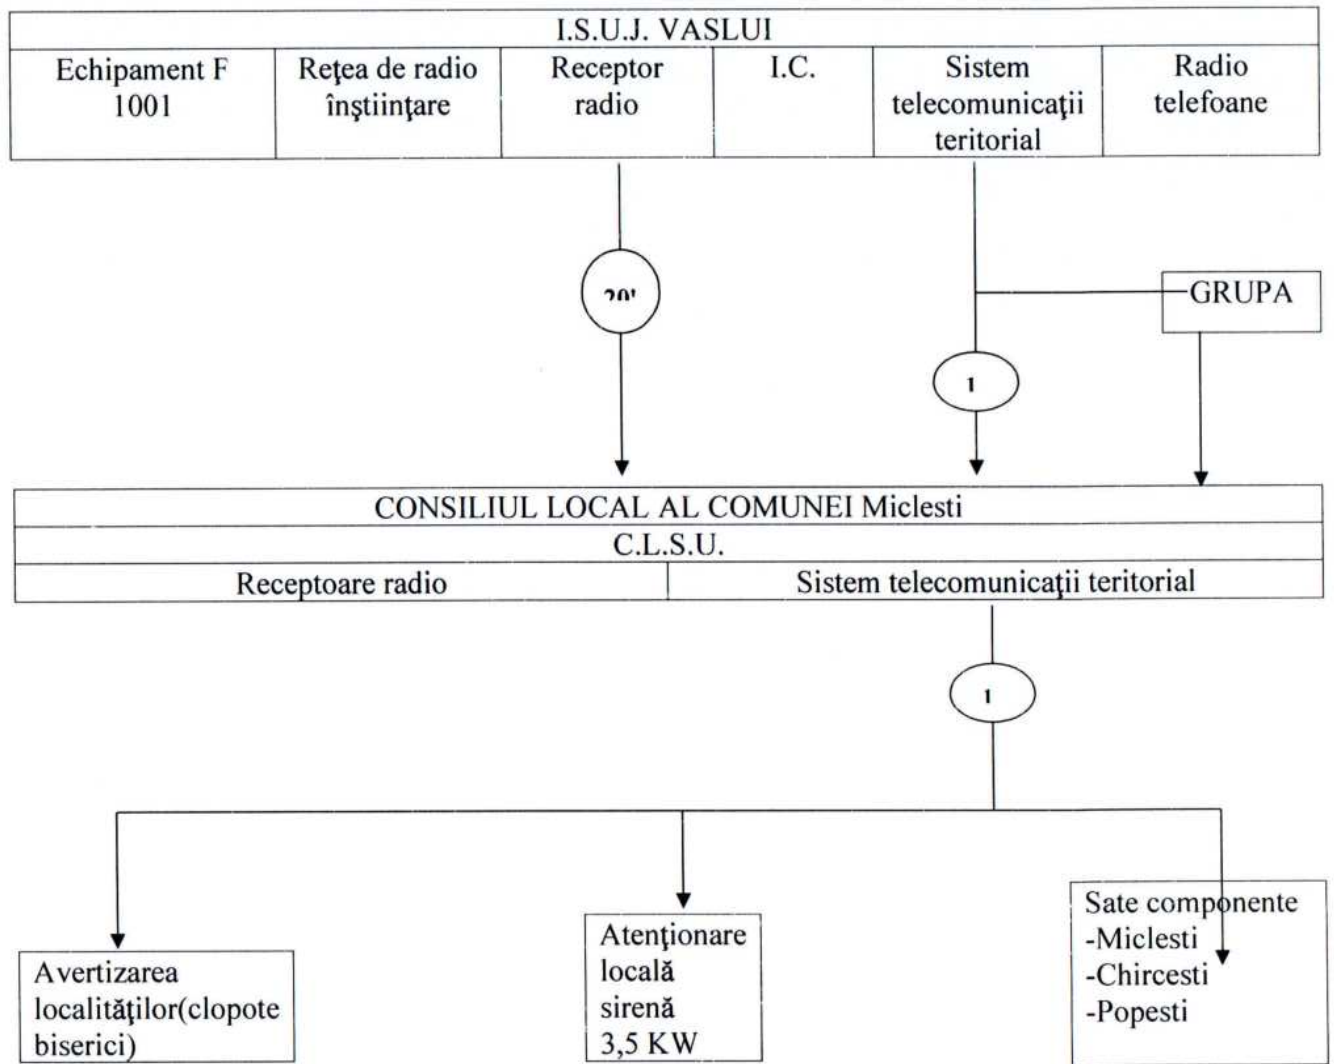 I.S.U.J. VASLUI
Echipament F
1001
Reţea de radio
înştiinţare
Receptor
radio
I.C.
Sistem
telecomunicaţii
teritorial
Radio
telefoane
GRUPA
1
CONSILIUL LOCAL AL COMUNEI Miclesti
C.L.S.U.
Receptoare radio
Sistem telecomunicaţii teritorial
1
Avertizarea
localităţilor(clopote
biserici)
Atenţionare
locală
sirenă
3,5 KW
Sate componente
-Miclesti
-Chircesti
-Popesti